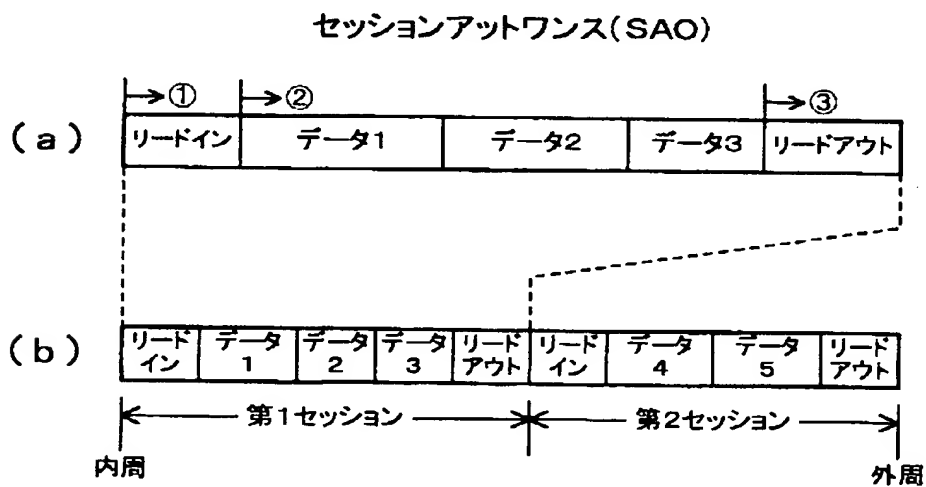 セッションアットワンス(SAO)
① ② ③
(a) リードイン データ1 データ2 データ3 リードアウト
(b) リード イン データ 1 データ 2 データ 3 リード アウト リード イン データ 4 データ 5 リード アウト
第1セッション 第2セッション
内周 外周